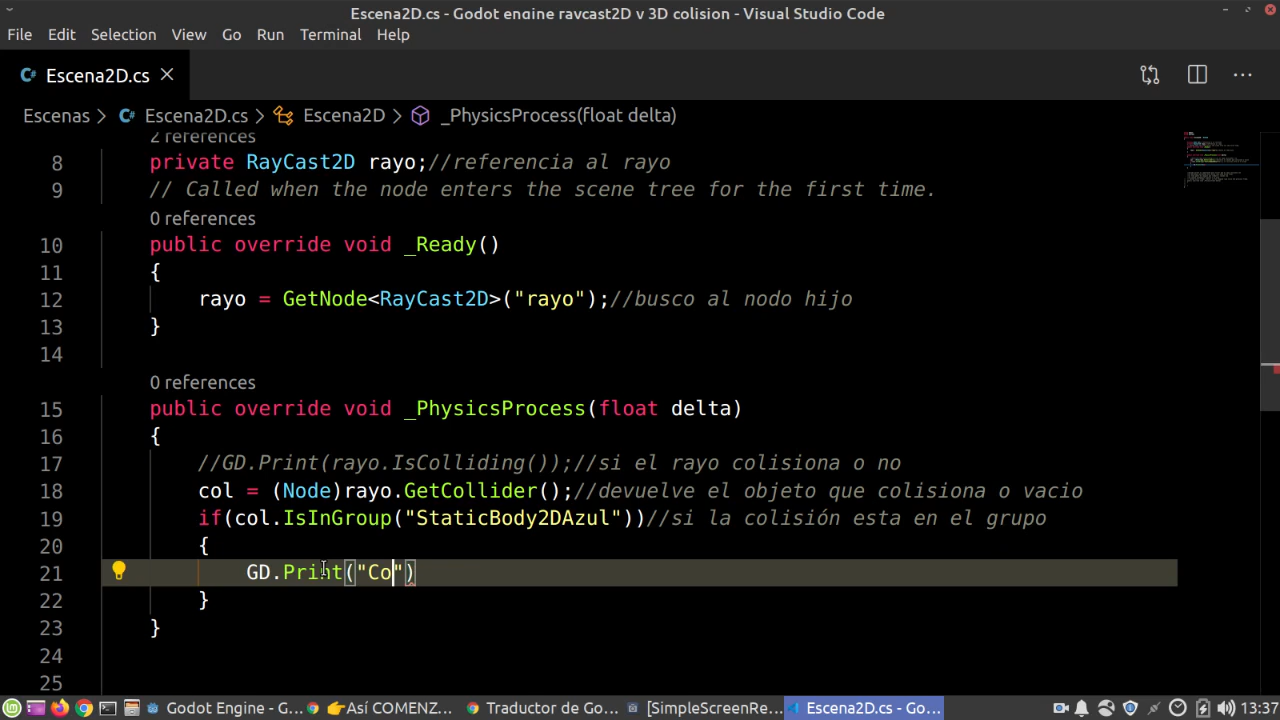 Escena2D.cs - Godot engine raycast2D y 3D colision - Visual Studio Code
File Edit Selection View Go Run Terminal Help
Escena2D.cs
Escenas > Escena2D.cs > Escena2D > _PhysicsProcess(float delta)
2 references
8 private RayCast2D rayo;//referencia al rayo
9 // Called when the node enters the scene tree for the first time.
0 references
10 public override void _Ready()
11 {
12 rayo = GetNode<RayCast2D>("rayo");//busco al nodo hijo
13 }
14
0 references
15 public override void _PhysicsProcess(float delta)
16 {
17 //GD.Print(rayo.IsColliding());//si el rayo colisiona o no
18 col = (Node)rayo.GetCollider();//devuelve el objeto que colisiona o vacio
19 if(col.IsInGroup("StaticBody2DAzul"))//si la colisión esta en el grupo
20 {
21 GD.Print("Co")
22 }
23 }
24
25
Godot Engine - G... 👉Así COMENZ... Traductor de Go... [SimpleScreenRe... Escena2D.cs - Go... 13:37